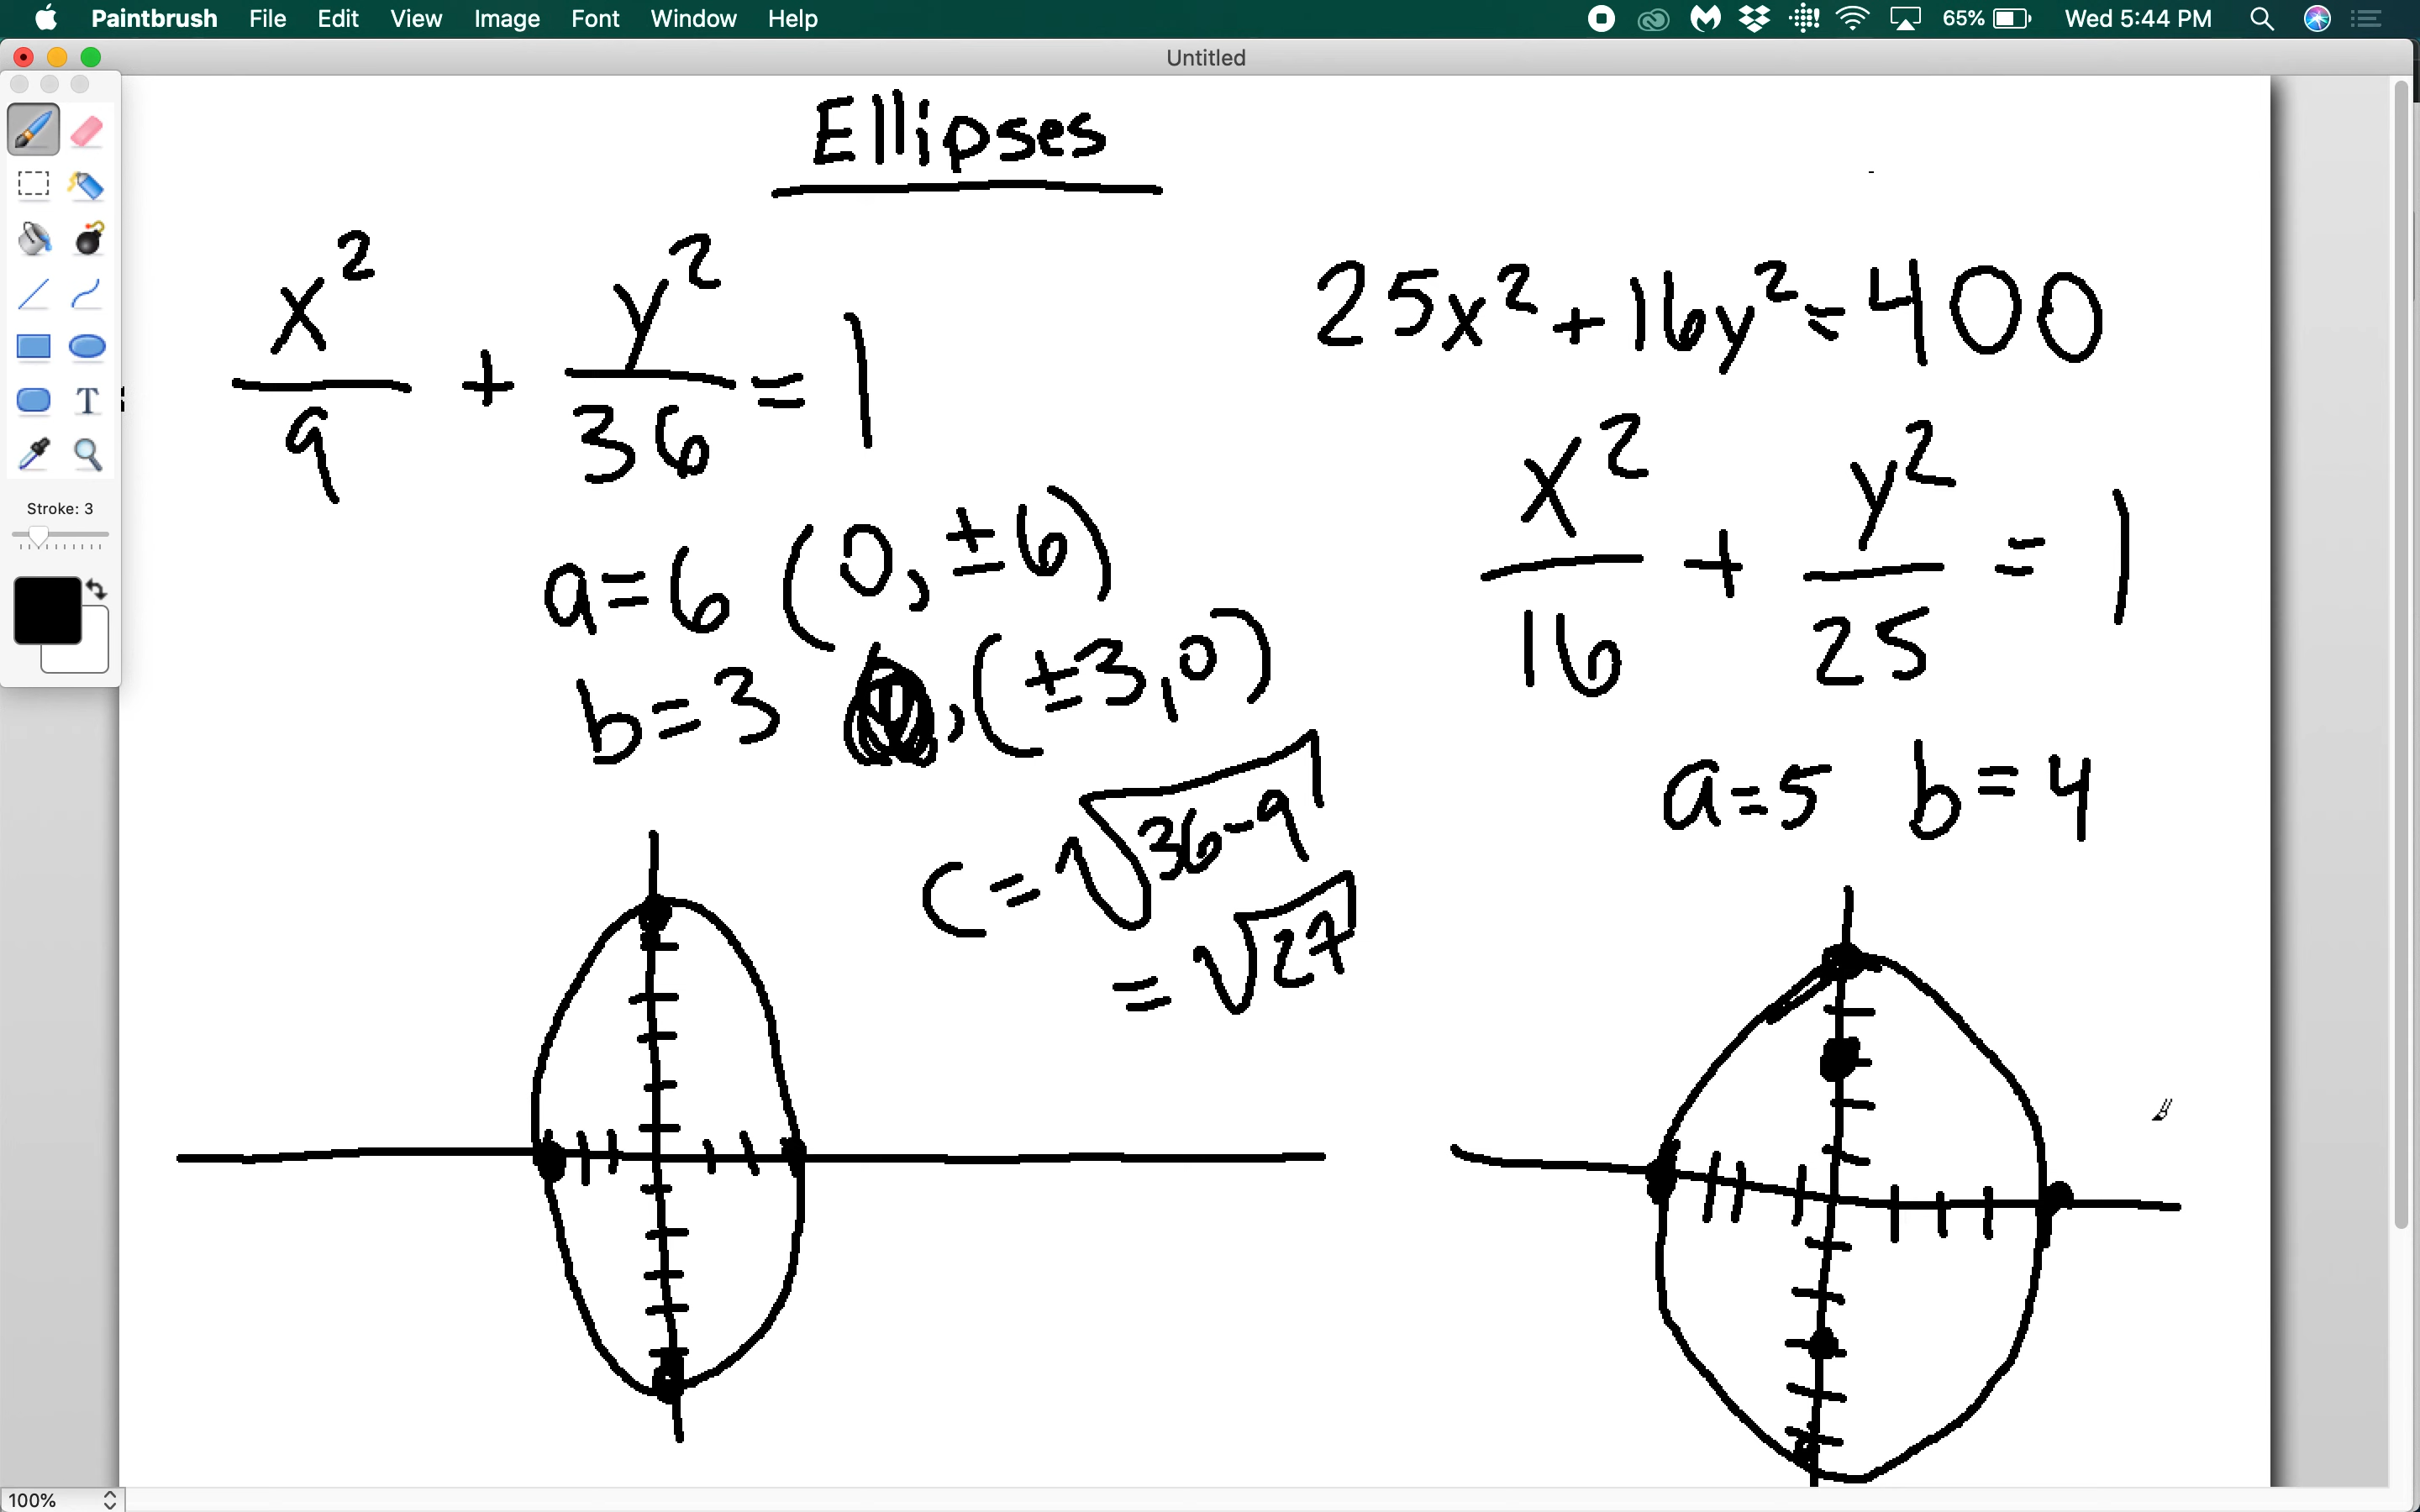 Paintbrush File Edit View Image Font Window Help 65% Wed 5:44 PM
Untitled
Stroke: 3
Ellipses
x²/9 + y²/36 = 1
a=6 (0, ±6)
b=3 , (±3,0)
c = √36-9
= √27
25x² + 16y² = 400
x²/16 + y²/25 = 1
a=5 b=4
100%